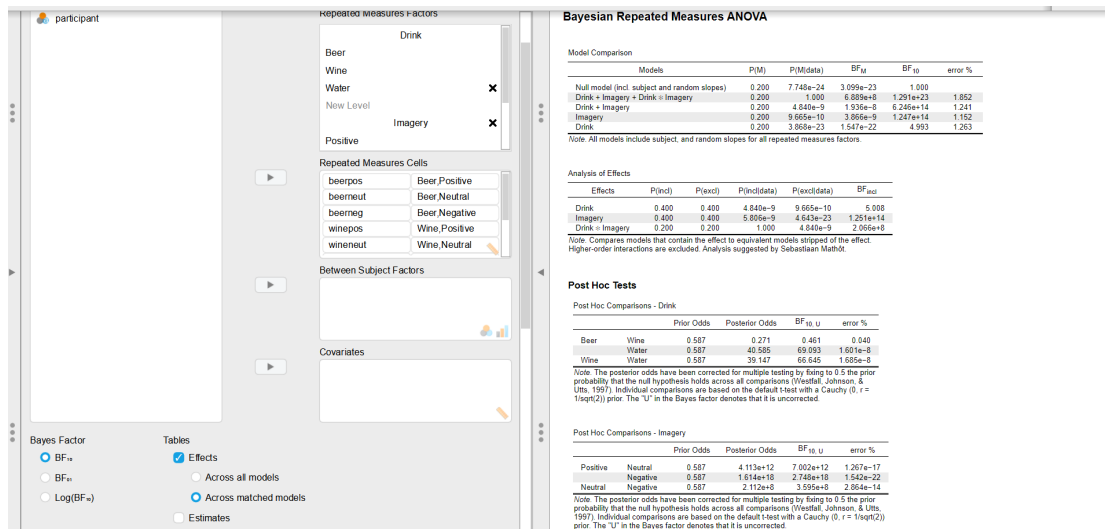 participant
Repeated Measures Factors
Drink
Beer
Wine
Water
New Level
Imagery
Positive
Repeated Measures Cells
beerpos Beer,Positive
beerneut Beer,Neutral
beerneg Beer,Negative
winepos Wine,Positive
wineneut Wine,Neutral
Between Subject Factors
Covariates
Bayes Factor
BF₁₀
BF₀₁
Log(BF₁₀)
Tables
Effects
Across all models
Across matched models
Estimates
Bayesian Repeated Measures ANOVA
Model Comparison
Models P(M) P(M|data) BF M BF 10 error %
Null model (incl. subject and random slopes) 0.200 7.748e−24 3.099e−23 1.000
Drink + Imagery + Drink ✻ Imagery 0.200 1.000 6.889e+8 1.291e+23 1.852
Drink + Imagery 0.200 4.840e−9 1.936e−8 6.246e+14 1.241
Imagery 0.200 9.665e−10 3.866e−9 1.247e+14 1.152
Drink 0.200 3.868e−23 1.547e−22 4.993 1.263
Note. All models include subject, and random slopes for all repeated measures factors.
Analysis of Effects
Effects P(incl) P(excl) P(incl|data) P(excl|data) BF incl
Drink 0.400 0.400 4.840e−9 9.665e−10 5.008
Imagery 0.400 0.400 5.806e−9 4.643e−23 1.251e+14
Drink ✻ Imagery 0.200 0.200 1.000 4.840e−9 2.066e+8
Note. Compares models that contain the effect to equivalent models stripped of the effect.
Higher-order interactions are excluded. Analysis suggested by Sebastiaan Mathôt.
Post Hoc Tests
Post Hoc Comparisons - Drink
Prior Odds Posterior Odds BF 10, U error %
Beer Wine 0.587 0.271 0.461 0.040
Water 0.587 40.585 69.093 1.601e−8
Wine Water 0.587 39.147 66.645 1.685e−8
Note. The posterior odds have been corrected for multiple testing by fixing to 0.5 the prior
probability that the null hypothesis holds across all comparisons (Westfall, Johnson, &
Utts, 1997). Individual comparisons are based on the default t-test with a Cauchy (0, r =
1/sqrt(2)) prior. The "U" in the Bayes factor denotes that it is uncorrected.
Post Hoc Comparisons - Imagery
Prior Odds Posterior Odds BF 10, U error %
Positive Neutral 0.587 4.113e+12 7.002e+12 1.267e−17
Negative 0.587 1.614e+18 2.748e+18 1.542e−22
Neutral Negative 0.587 2.112e+8 3.595e+8 2.864e−14
Note. The posterior odds have been corrected for multiple testing by fixing to 0.5 the prior
probability that the null hypothesis holds across all comparisons (Westfall, Johnson, & Utts,
1997). Individual comparisons are based on the default t-test with a Cauchy (0, r = 1/sqrt(2))
prior. The "U" in the Bayes factor denotes that it is uncorrected.